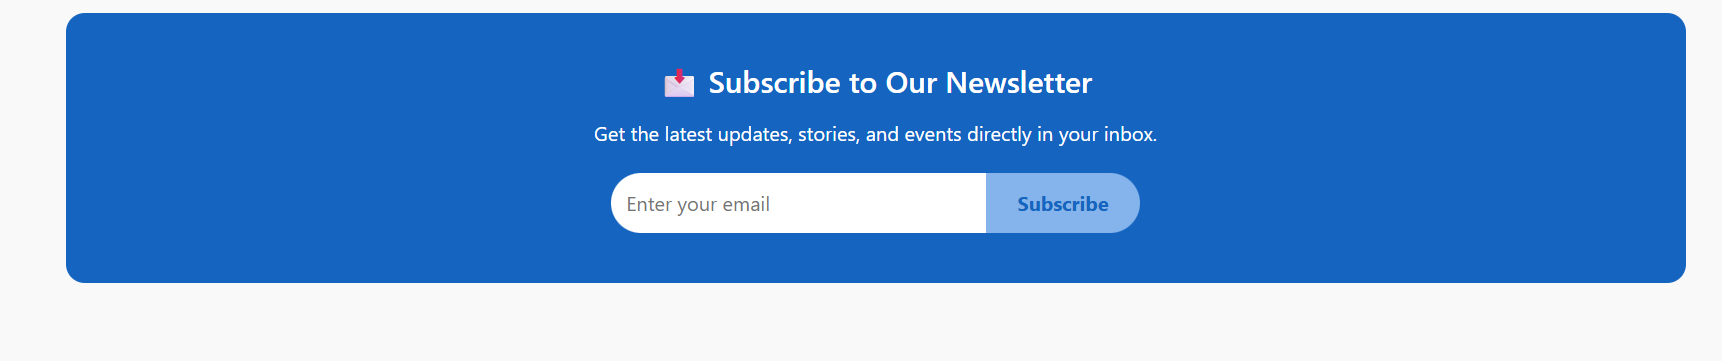 Subscribe to Our Newsletter
Get the latest updates, stories, and events directly in your inbox.
Enter your email Subscribe